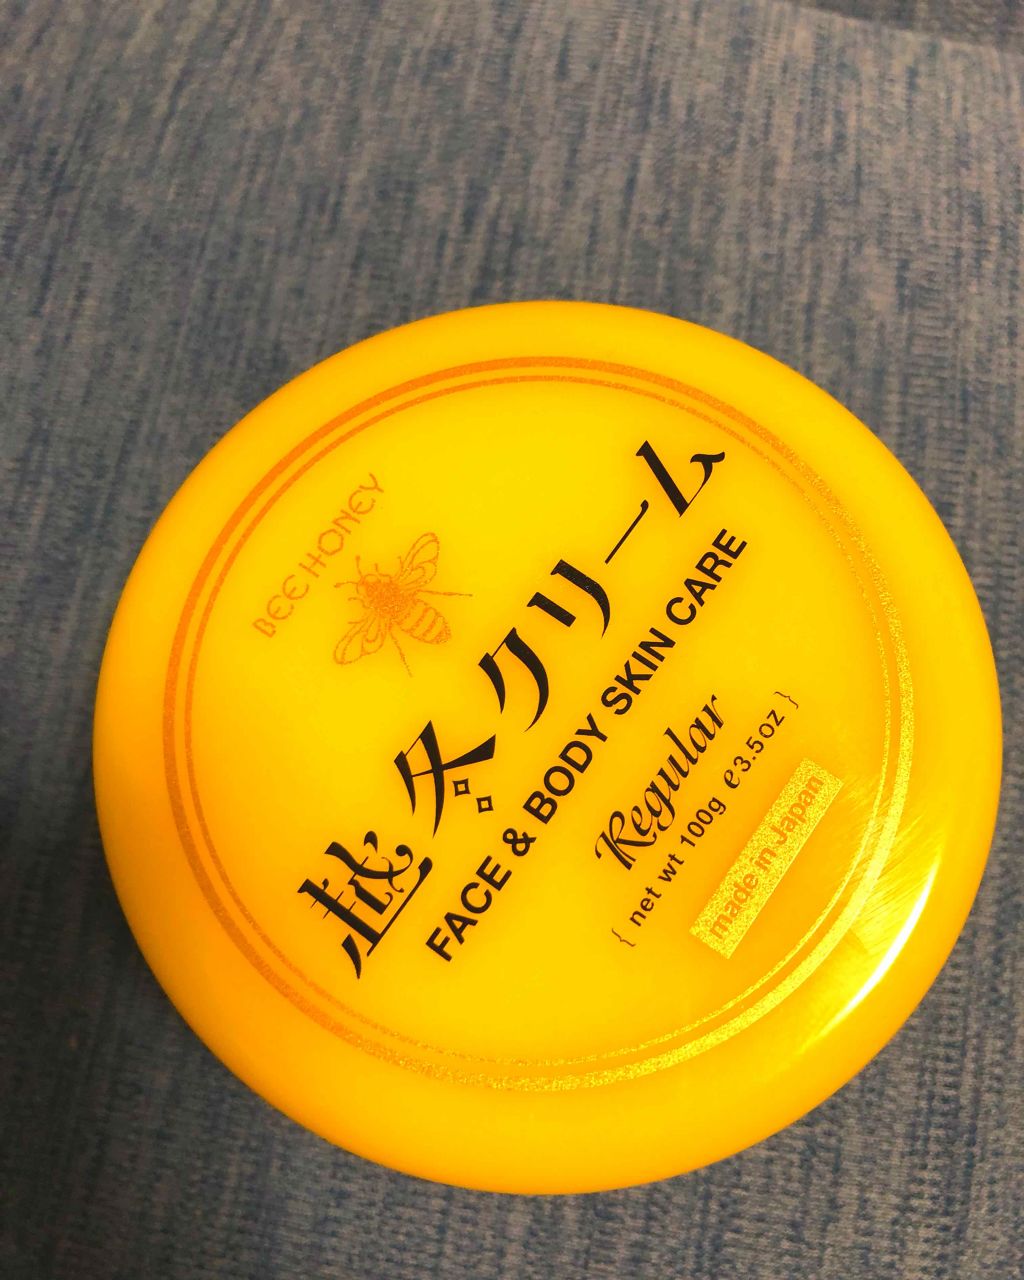 BEE HONEY
越冬クリーム
FACE & BODY SKIN CARE
Regular
{ net wt 100g e3.5oz }
made in Japan